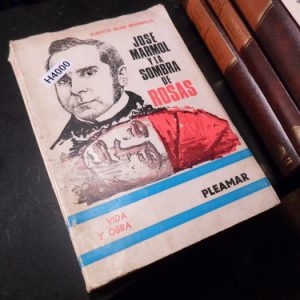 ALBERTO BLASI BRAMBILLA
H4000
JOSE
MARMOL
Y LA
SOMBRA
DE
ROSAS
VIDA
Y OBRA
PLEAMAR